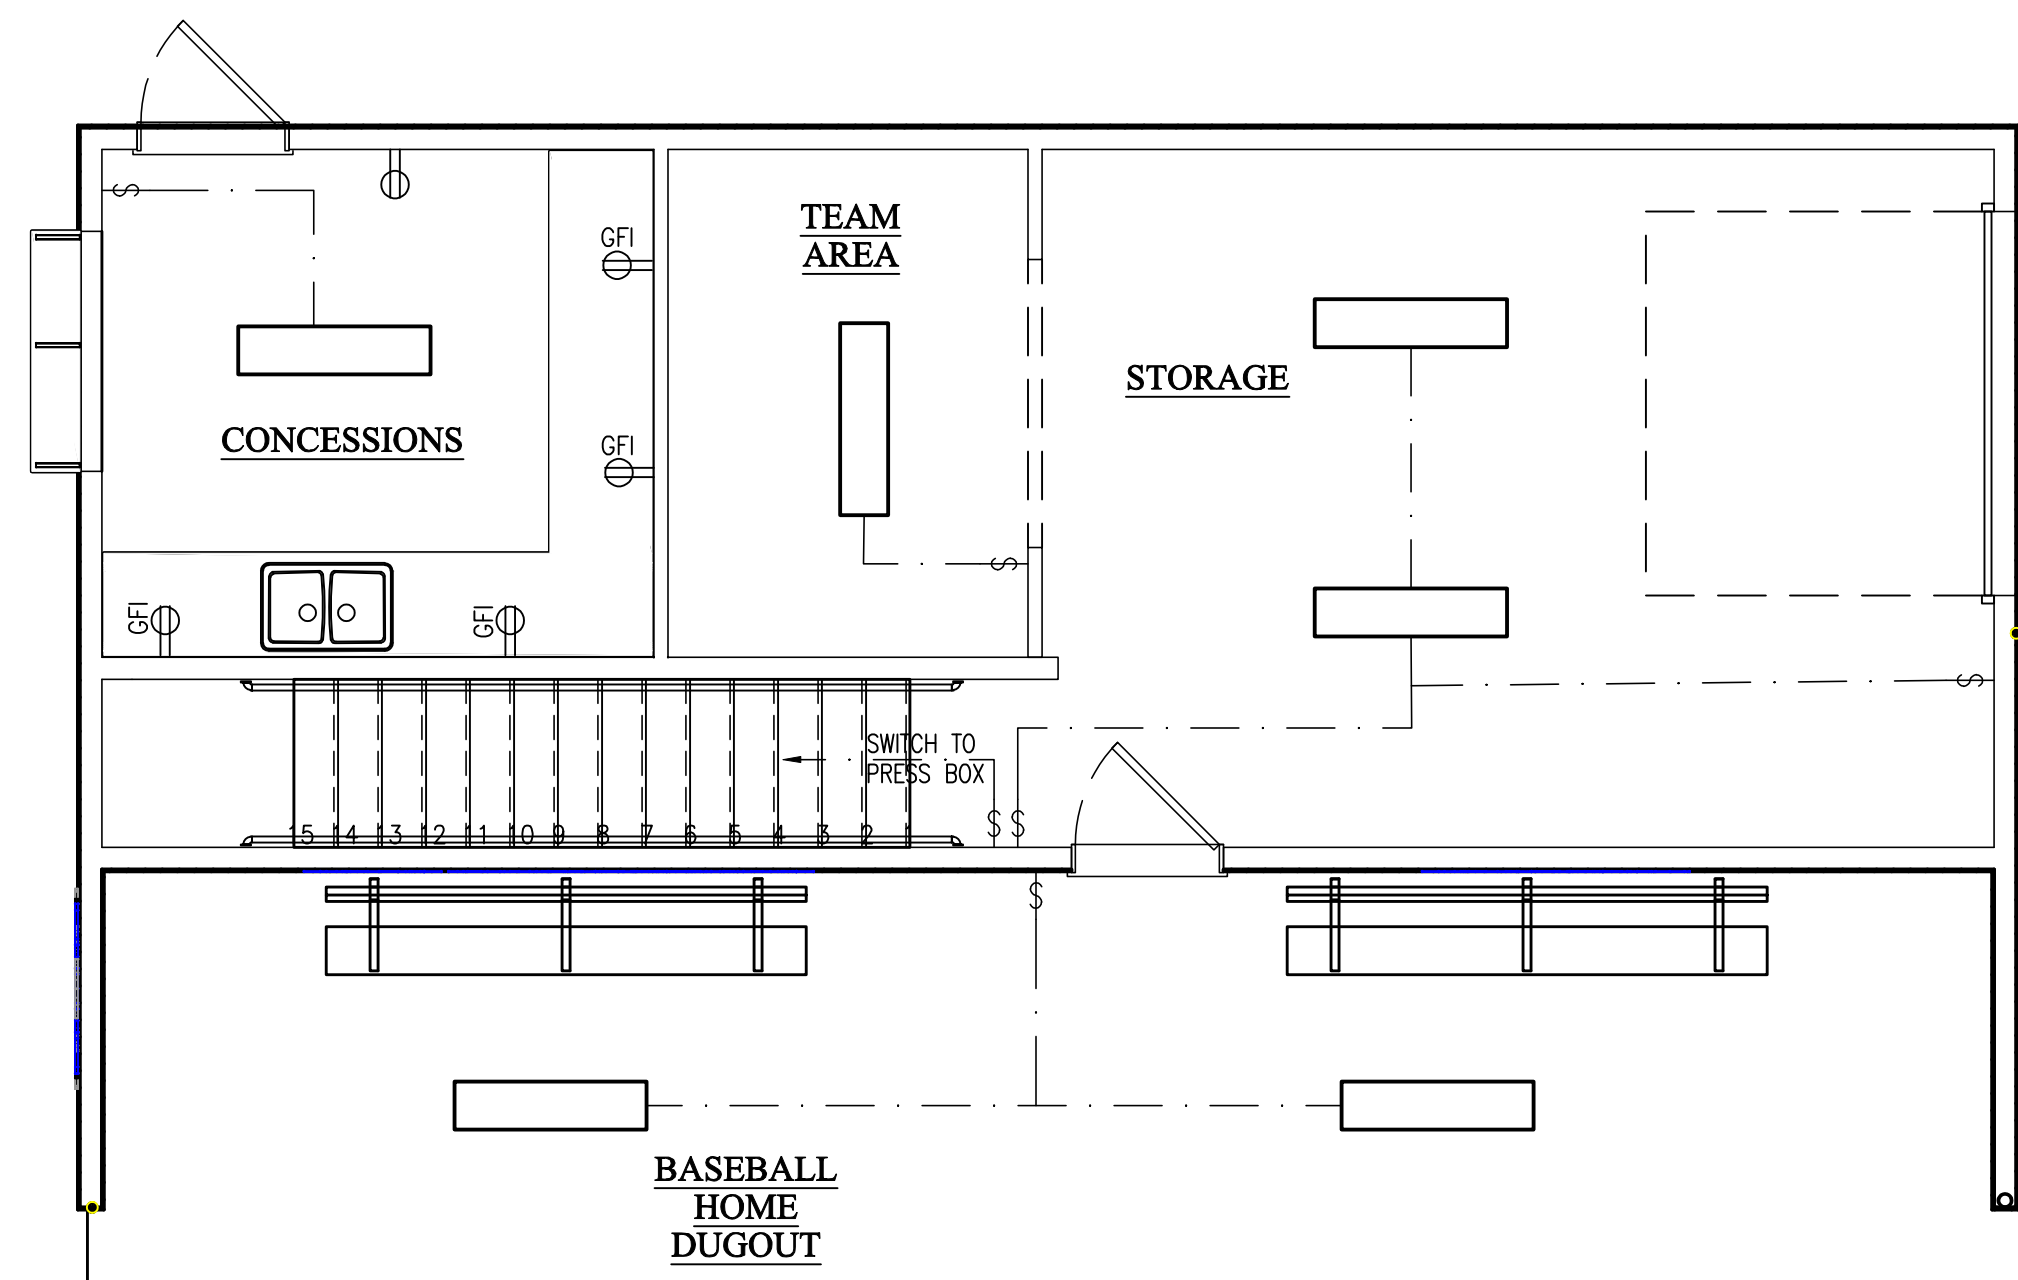 S
GFI
TEAM
AREA
STORAGE
CONCESSIONS
GFI
S
GFI
GFI
S
SWITCH TO
PRESS BOX
15 14 13 12 11 10 9 8 7 6 5 4 3 2 1
S S
S
BASEBALL
HOME
DUGOUT